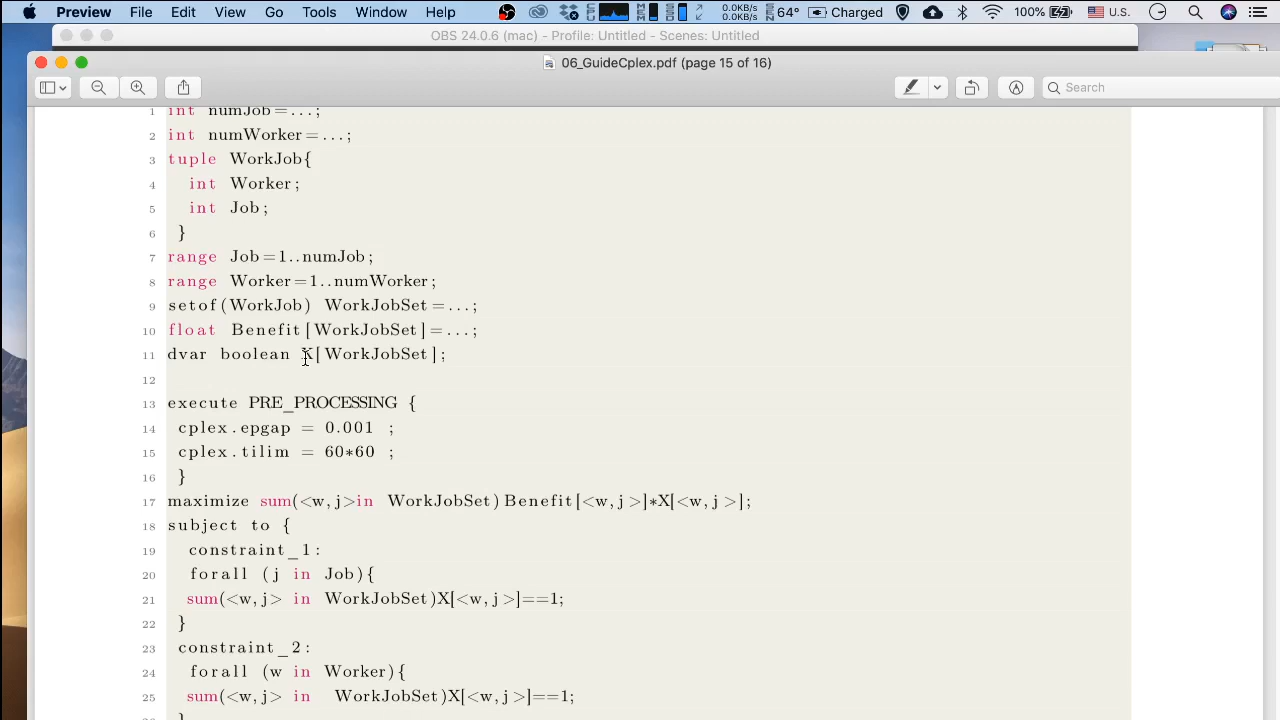 Preview File Edit View Go Tools Window Help 0.0KB/s 0.0KB/s 64° Charged 100% U.S.
OBS 24.0.6 (mac) - Profile: Untitled - Scenes: Untitled
06_GuideCplex.pdf (page 15 of 16)
Search
1 int numJob=...;
2 int numWorker=...;
3 tuple WorkJob{
4 int Worker;
5 int Job;
6 }
7 range Job=1..numJob;
8 range Worker=1..numWorker;
9 setof(WorkJob) WorkJobSet=...;
10 float Benefit[WorkJobSet]=...;
11 dvar boolean X[WorkJobSet];
12
13 execute PRE_PROCESSING {
14 cplex.epgap = 0.001 ;
15 cplex.tilim = 60*60 ;
16 }
17 maximize sum(<w,j>in WorkJobSet)Benefit[<w,j>]*X[<w,j>];
18 subject to {
19 constraint_1:
20 forall (j in Job){
21 sum(<w,j> in WorkJobSet)X[<w,j>]==1;
22 }
23 constraint_2:
24 forall (w in Worker){
25 sum(<w,j> in WorkJobSet)X[<w,j>]==1;
}